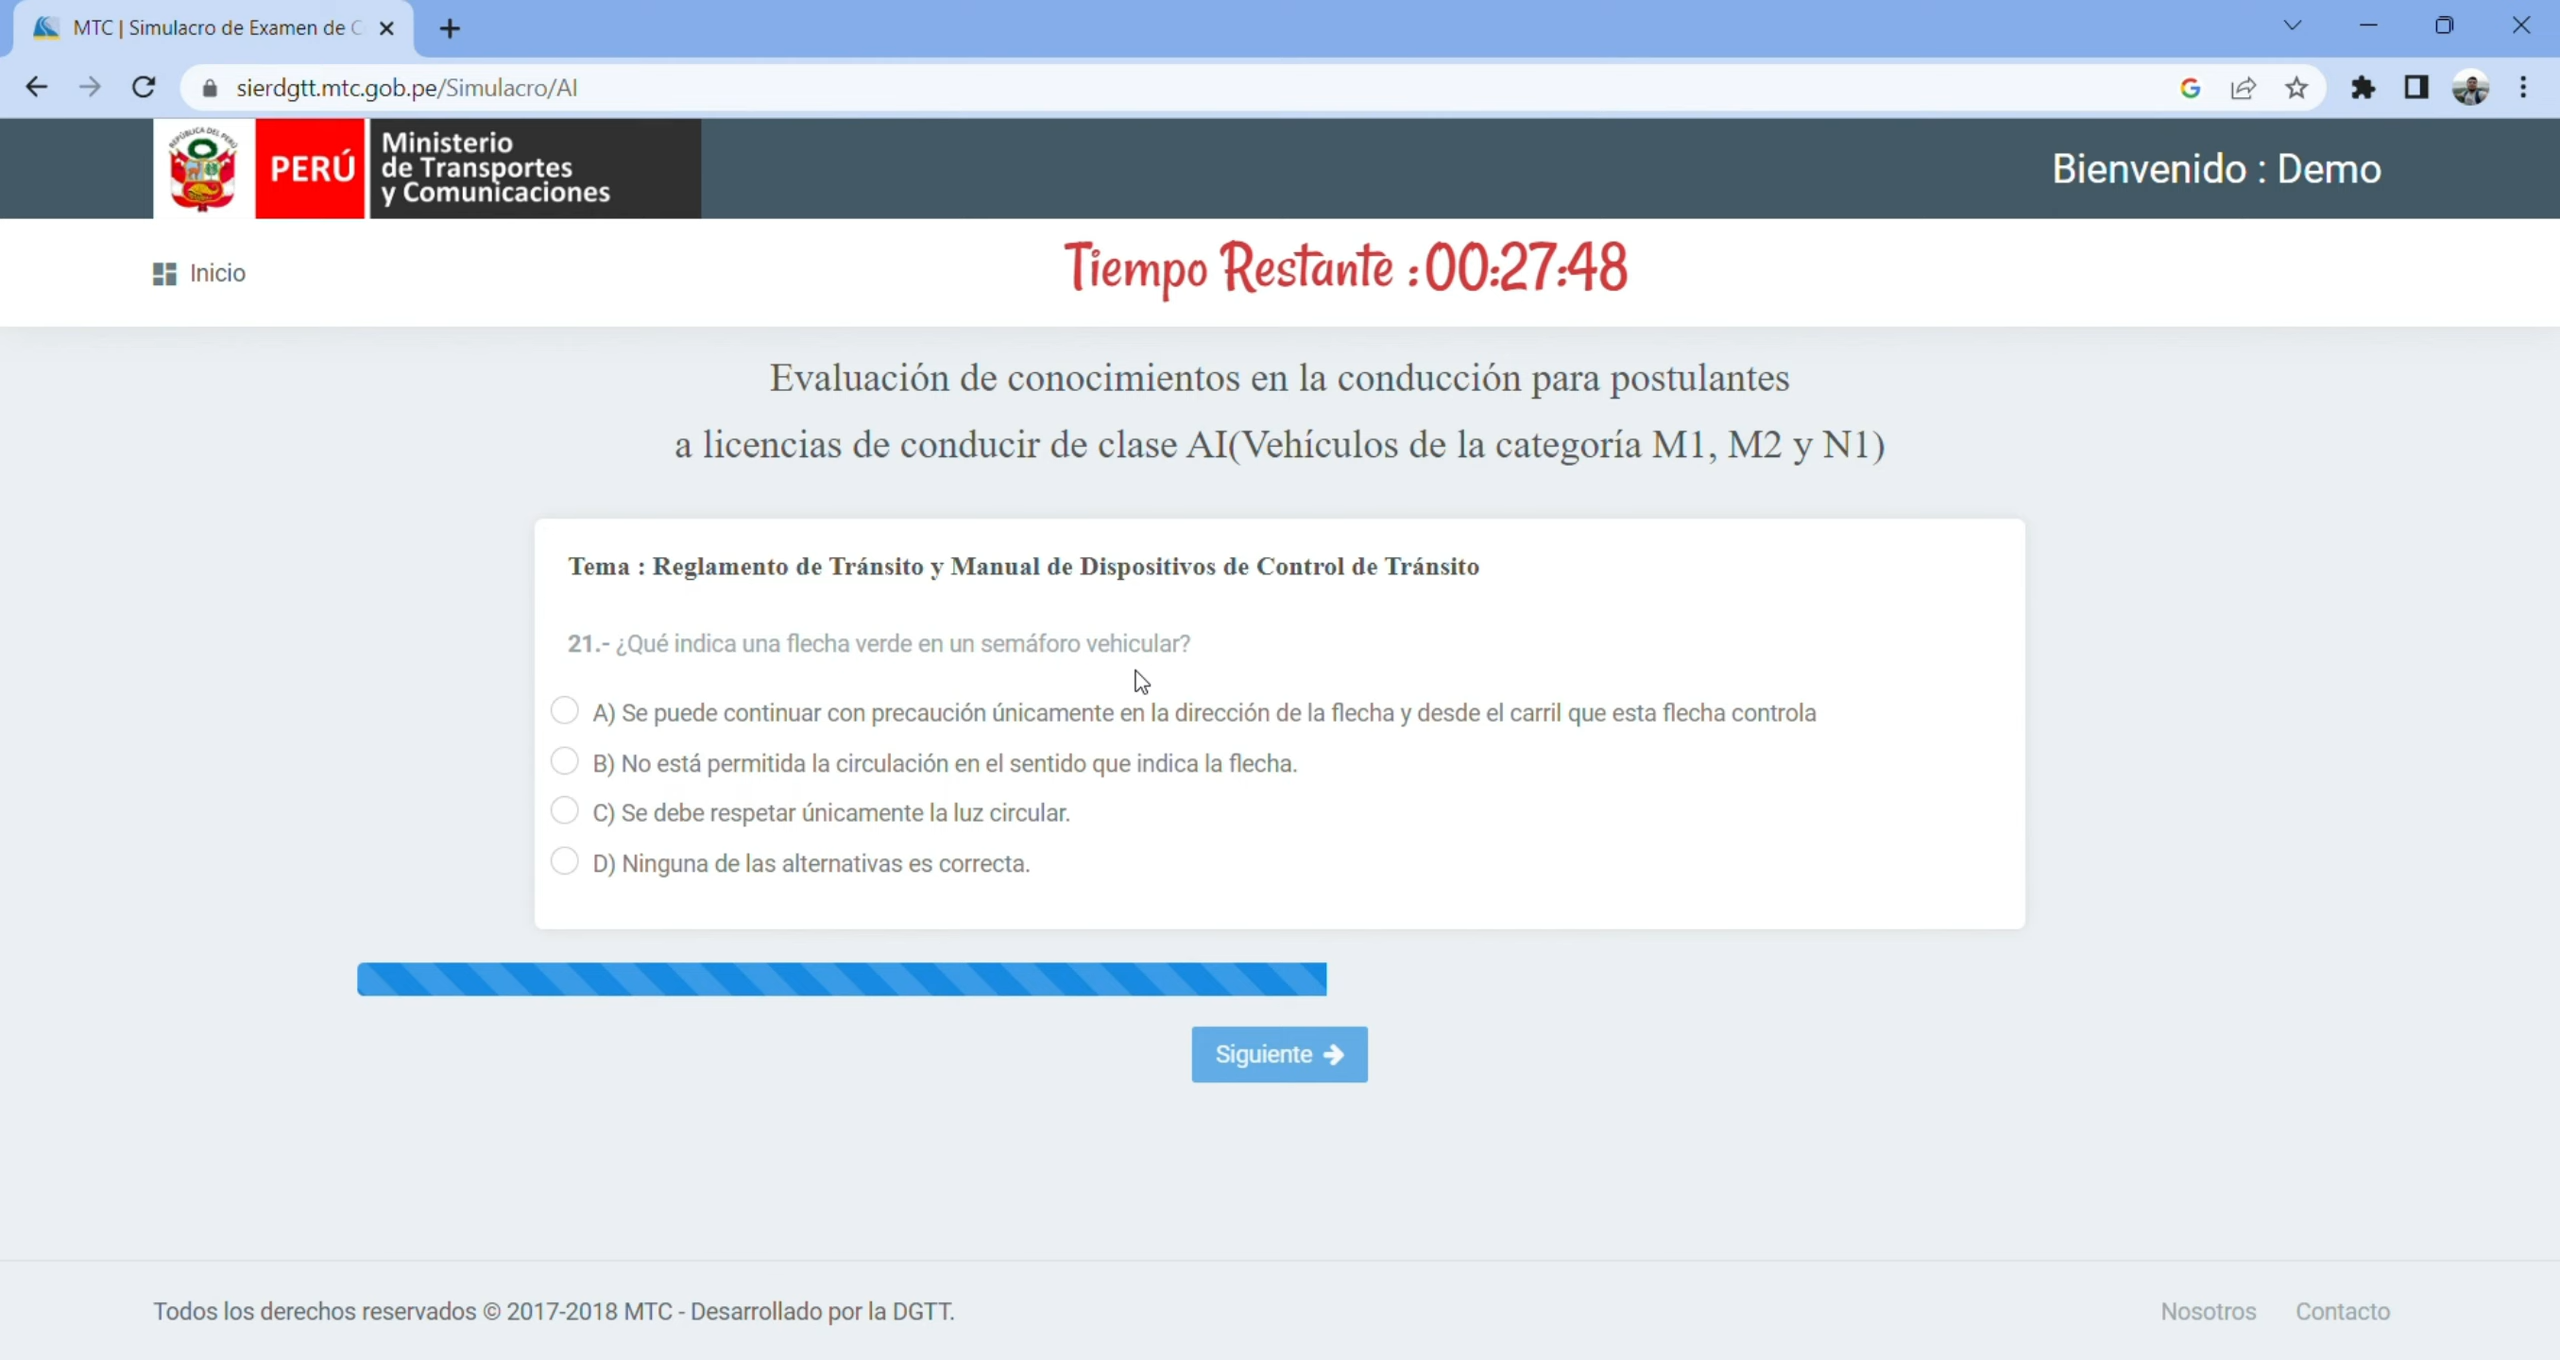 MTC | Simulacro de Examen de C
sierdgtt.mtc.gob.pe/Simulacro/AI
REPÚBLICA DEL PERÚ
PERÚ
Ministerio
de Transportes
y Comunicaciones
Bienvenido : Demo
Inicio
Tiempo Restante :00:27:48
Evaluación de conocimientos en la conducción para postulantes
a licencias de conducir de clase AI(Vehículos de la categoría M1, M2 y N1)
Tema : Reglamento de Tránsito y Manual de Dispositivos de Control de Tránsito
21.- ¿Qué indica una flecha verde en un semáforo vehicular?
A) Se puede continuar con precaución únicamente en la dirección de la flecha y desde el carril que esta flecha controla
B) No está permitida la circulación en el sentido que indica la flecha.
C) Se debe respetar únicamente la luz circular.
D) Ninguna de las alternativas es correcta.
Siguiente
Todos los derechos reservados © 2017-2018 MTC - Desarrollado por la DGTT.
Nosotros Contacto